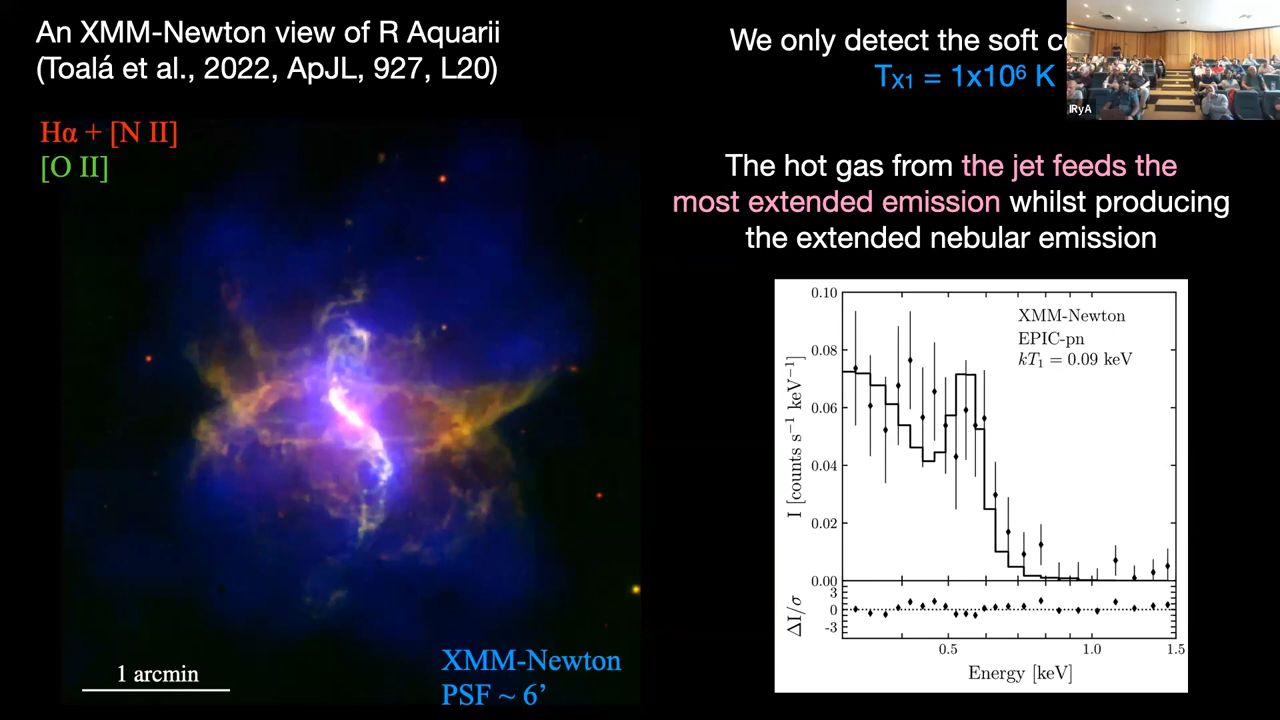 An XMM-Newton view of R Aquarii
(Toalá et al., 2022, ApJL, 927, L20)
Hα + [N II]
[O II]
1 arcmin
XMM-Newton
PSF ~ 6’
We only detect the soft
T_X1 = 1x10⁶ K
IRyA
The hot gas from the jet feeds the
most extended emission whilst producing
the extended nebular emission
XMM-Newton
EPIC-pn
kT₁ = 0.09 keV
I [counts s⁻¹ keV⁻¹]
0.10
0.08
0.06
0.04
0.02
0.00
ΔI/σ
3
0
-3
0.5
1.0
1.5
Energy [keV]